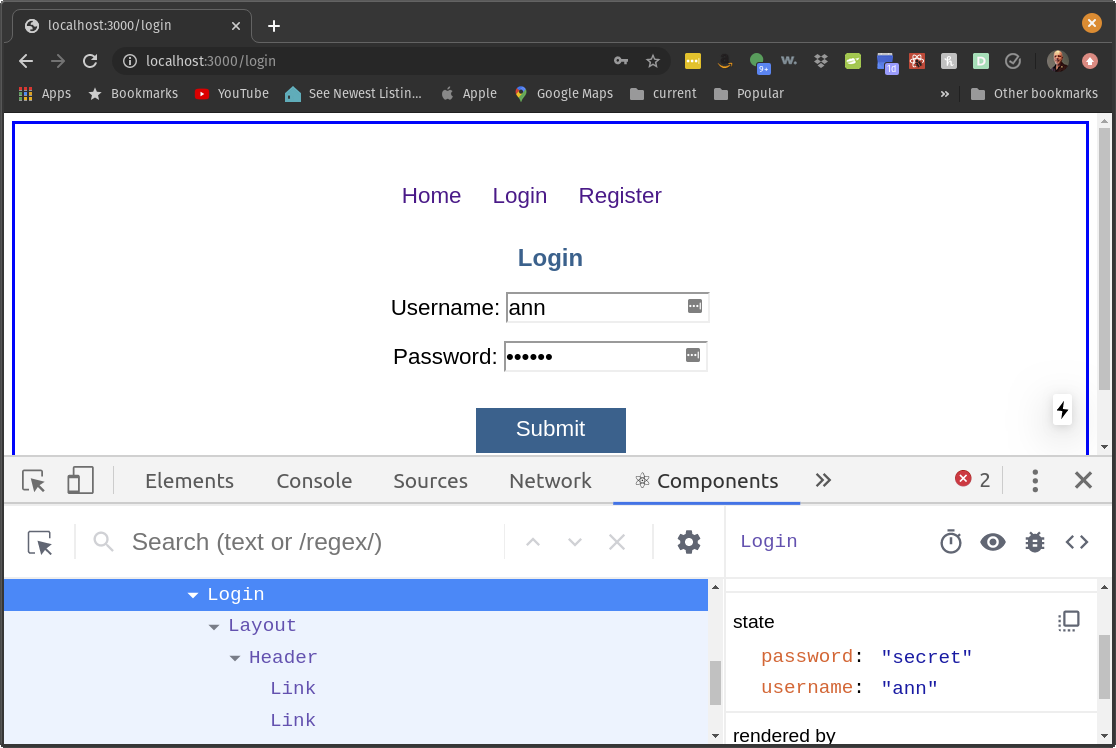 localhost:3000/login
localhost:3000/login
9+ w. 10 D
Apps Bookmarks YouTube See Newest Listin... Apple Google Maps current Popular » Other bookmarks
Home Login Register
Login
Username: ann
Password: ••••••
Submit
Elements Console Sources Network Components 2
Search (text or /regex/) Login
Login
Layout
Header
Link
Link
state
password: "secret"
username: "ann"
rendered by